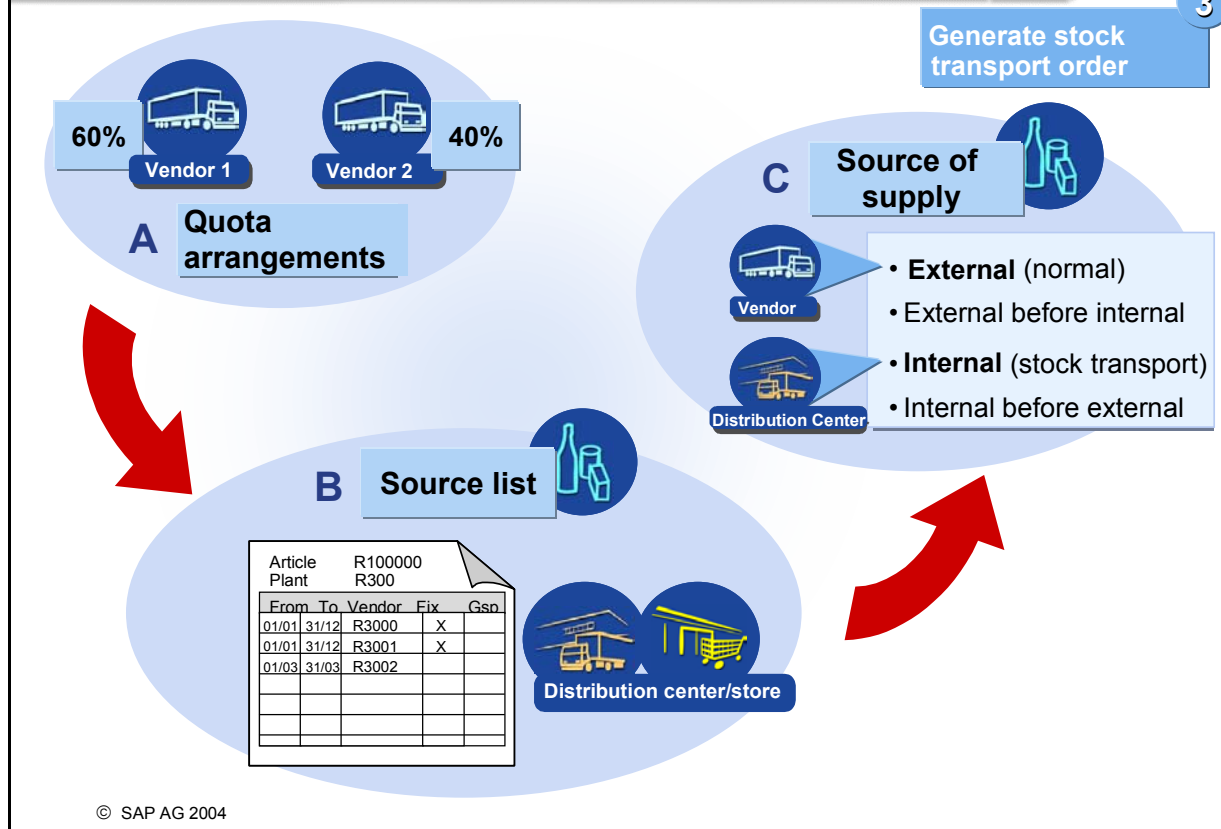 3
Generate stock
transport order
60%
Vendor 1
Vendor 2
40%
A
Quota
arrangements
C
Source of
supply
Vendor
• External (normal)
• External before internal
Distribution Center
• Internal (stock transport)
• Internal before external
B
Source list
Article R100000
Plant R300
From To Vendor Fix Gsp
01/01 31/12 R3000 X
01/01 31/12 R3001 X
01/03 31/03 R3002
Distribution center/store
© SAP AG 2004